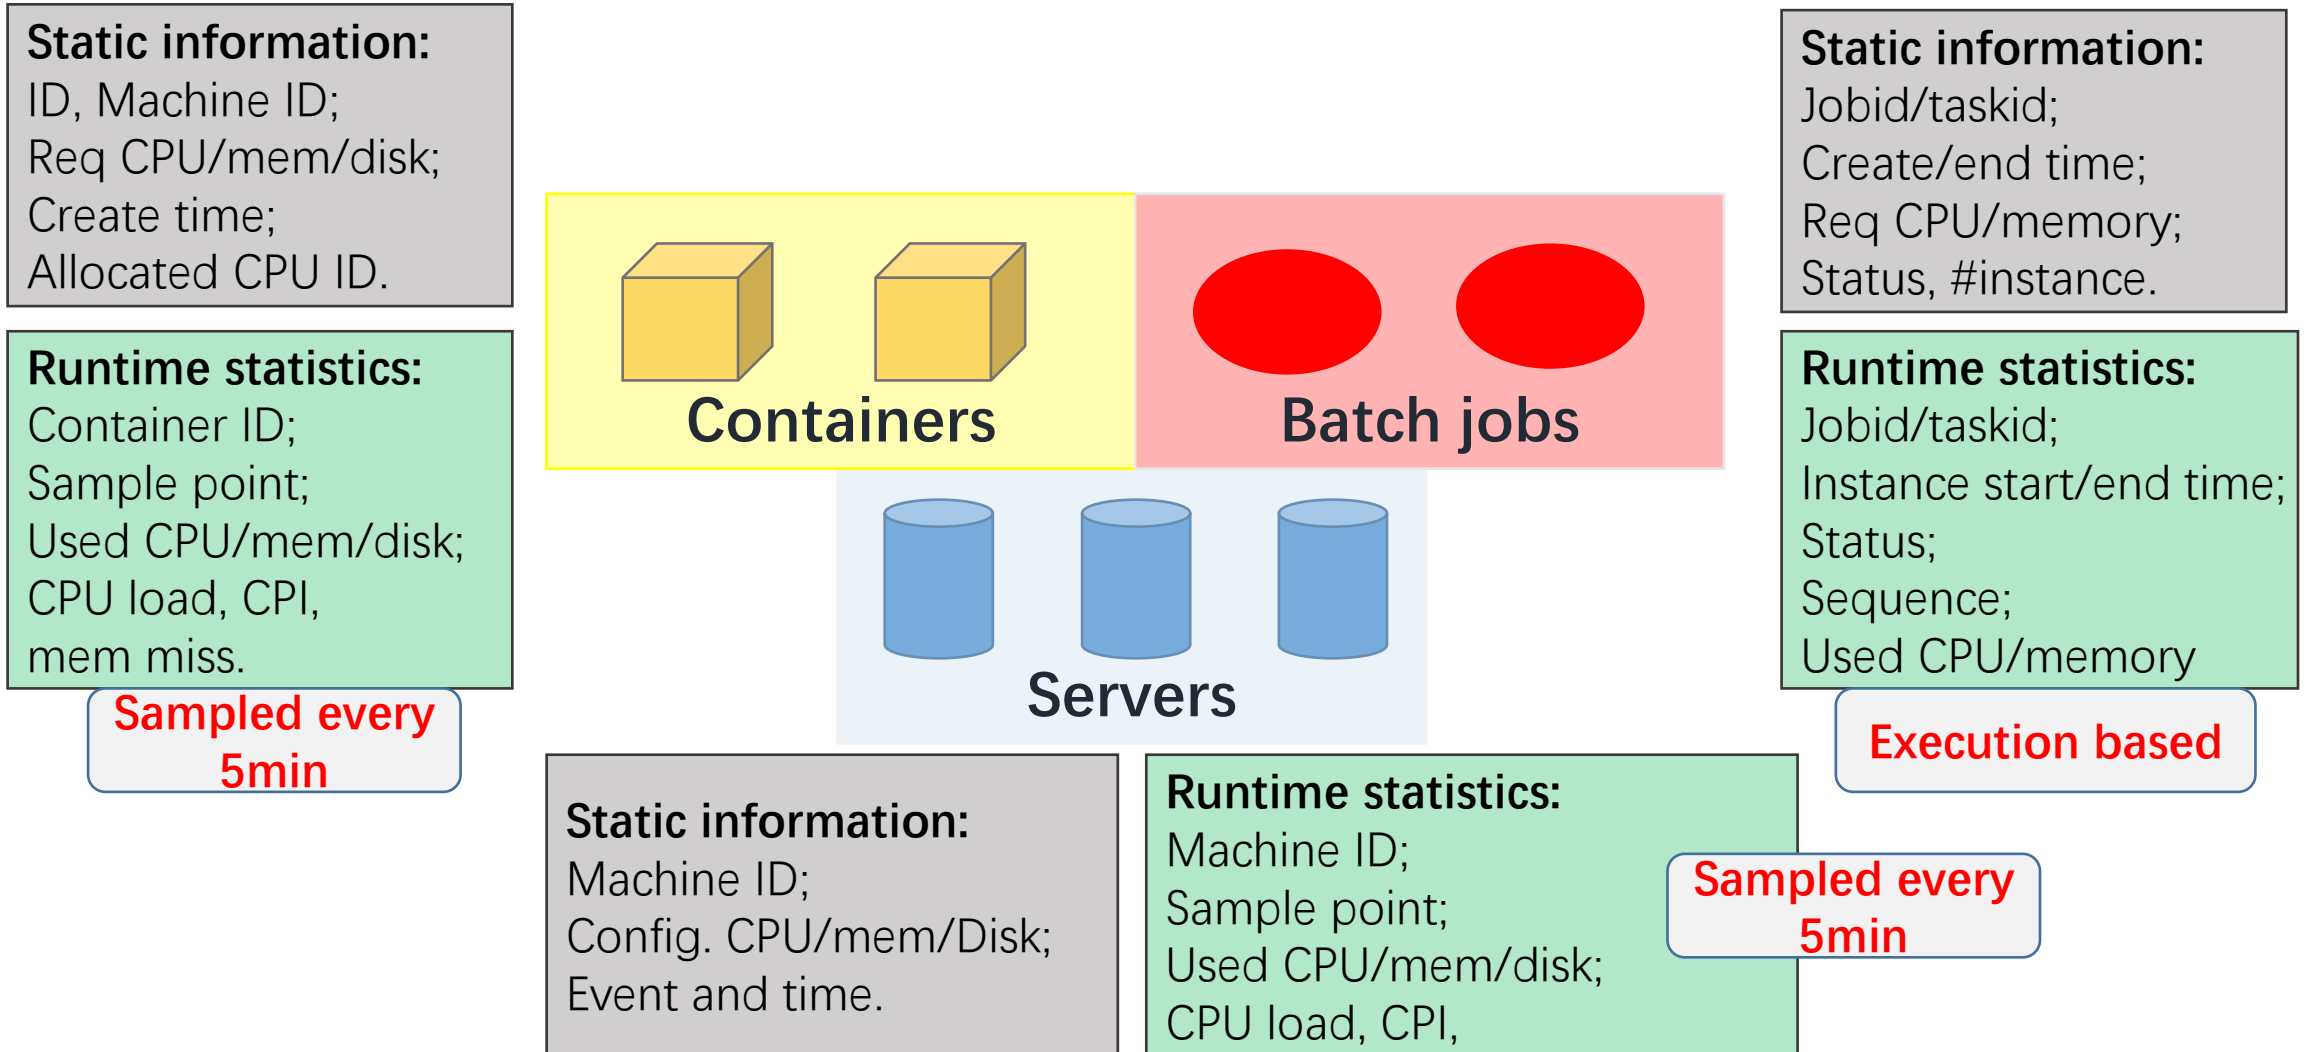 Static information:
ID, Machine ID;
Req CPU/mem/disk;
Create time;
Allocated CPU ID.
Runtime statistics:
Container ID;
Sample point;
Used CPU/mem/disk;
CPU load, CPI,
mem miss.
Sampled every
5min
Containers
Batch jobs
Servers
Static information:
Machine ID;
Config. CPU/mem/Disk;
Event and time.
Runtime statistics:
Machine ID;
Sample point;
Used CPU/mem/disk;
CPU load, CPI,
Sampled every
5min
Static information:
Jobid/taskid;
Create/end time;
Req CPU/memory;
Status, #instance.
Runtime statistics:
Jobid/taskid;
Instance start/end time;
Status;
Sequence;
Used CPU/memory
Execution based